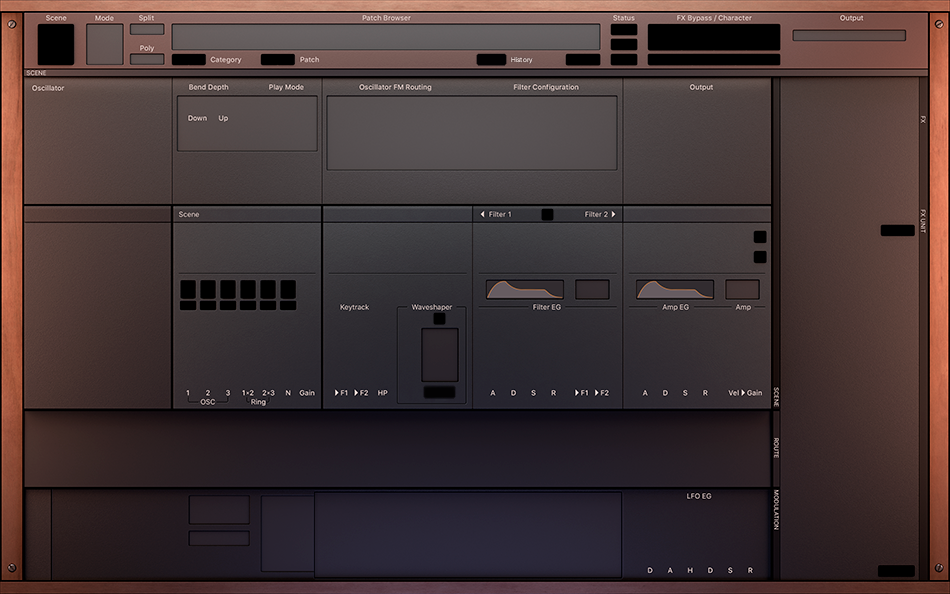 Scene Mode Split Patch Browser Status FX Bypass / Character Output
Poly
Category Patch History
SCENE
Oscillator Bend Depth Play Mode Oscillator FM Routing Filter Configuration Output
Down Up
FX
Scene Filter 1 Filter 2
FX UNIT
Keytrack Waveshaper Filter EG Amp EG Amp
1 2 3 1×2 2×3 N Gain F1 F2 HP A D S R F1 F2 A D S R Vel Gain
OSC Ring
SCENE
ROUTE
MODULATION
LFO EG
D A H D S R